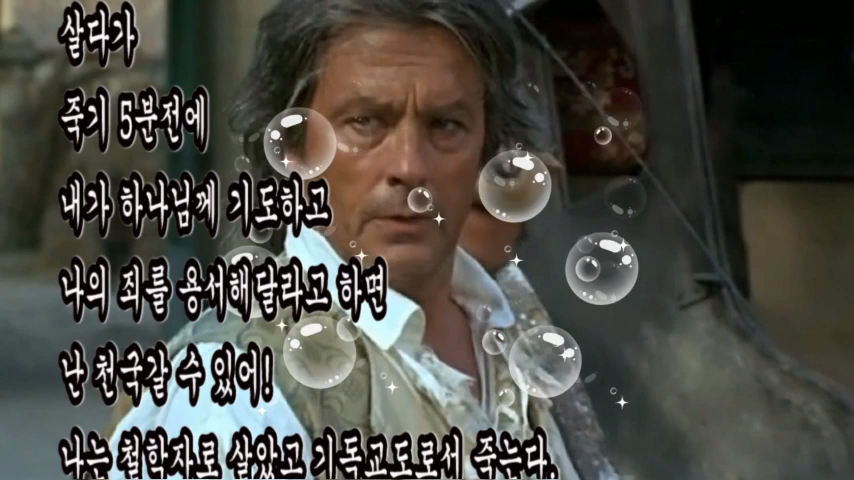 살다가
죽기 5분전에
내가 하나님께 기도하고
나의 죄를 용서해달라고 하면
난 천국갈 수 있어!
나는 철학자로 살았고 기독교도로서 죽는다.